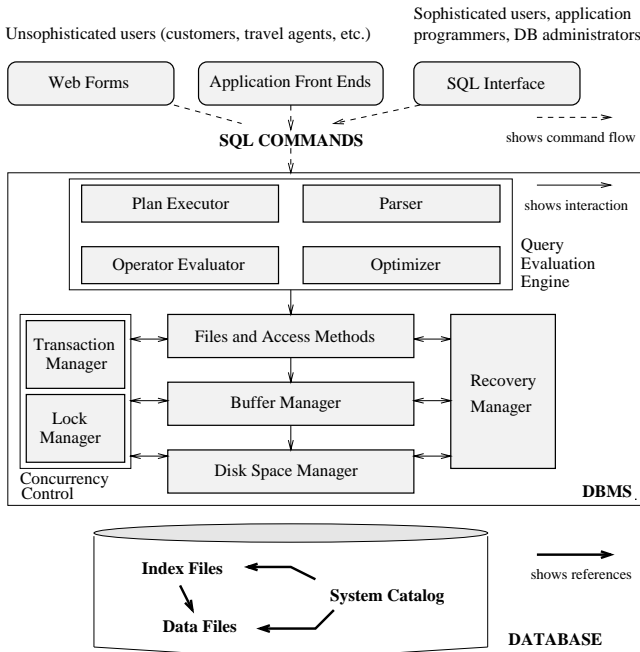 Unsophisticated users (customers, travel agents, etc.)
Sophisticated users, application
programmers, DB administrators
Web Forms
Application Front Ends
SQL Interface
SQL COMMANDS
shows command flow
Plan Executor
Parser
shows interaction
Operator Evaluator
Optimizer
Query
Evaluation
Engine
Transaction
Manager
Files and Access Methods
Recovery
Manager
Lock
Manager
Buffer Manager
Disk Space Manager
Concurrency
Control
DBMS
Index Files
System Catalog
Data Files
shows references
DATABASE